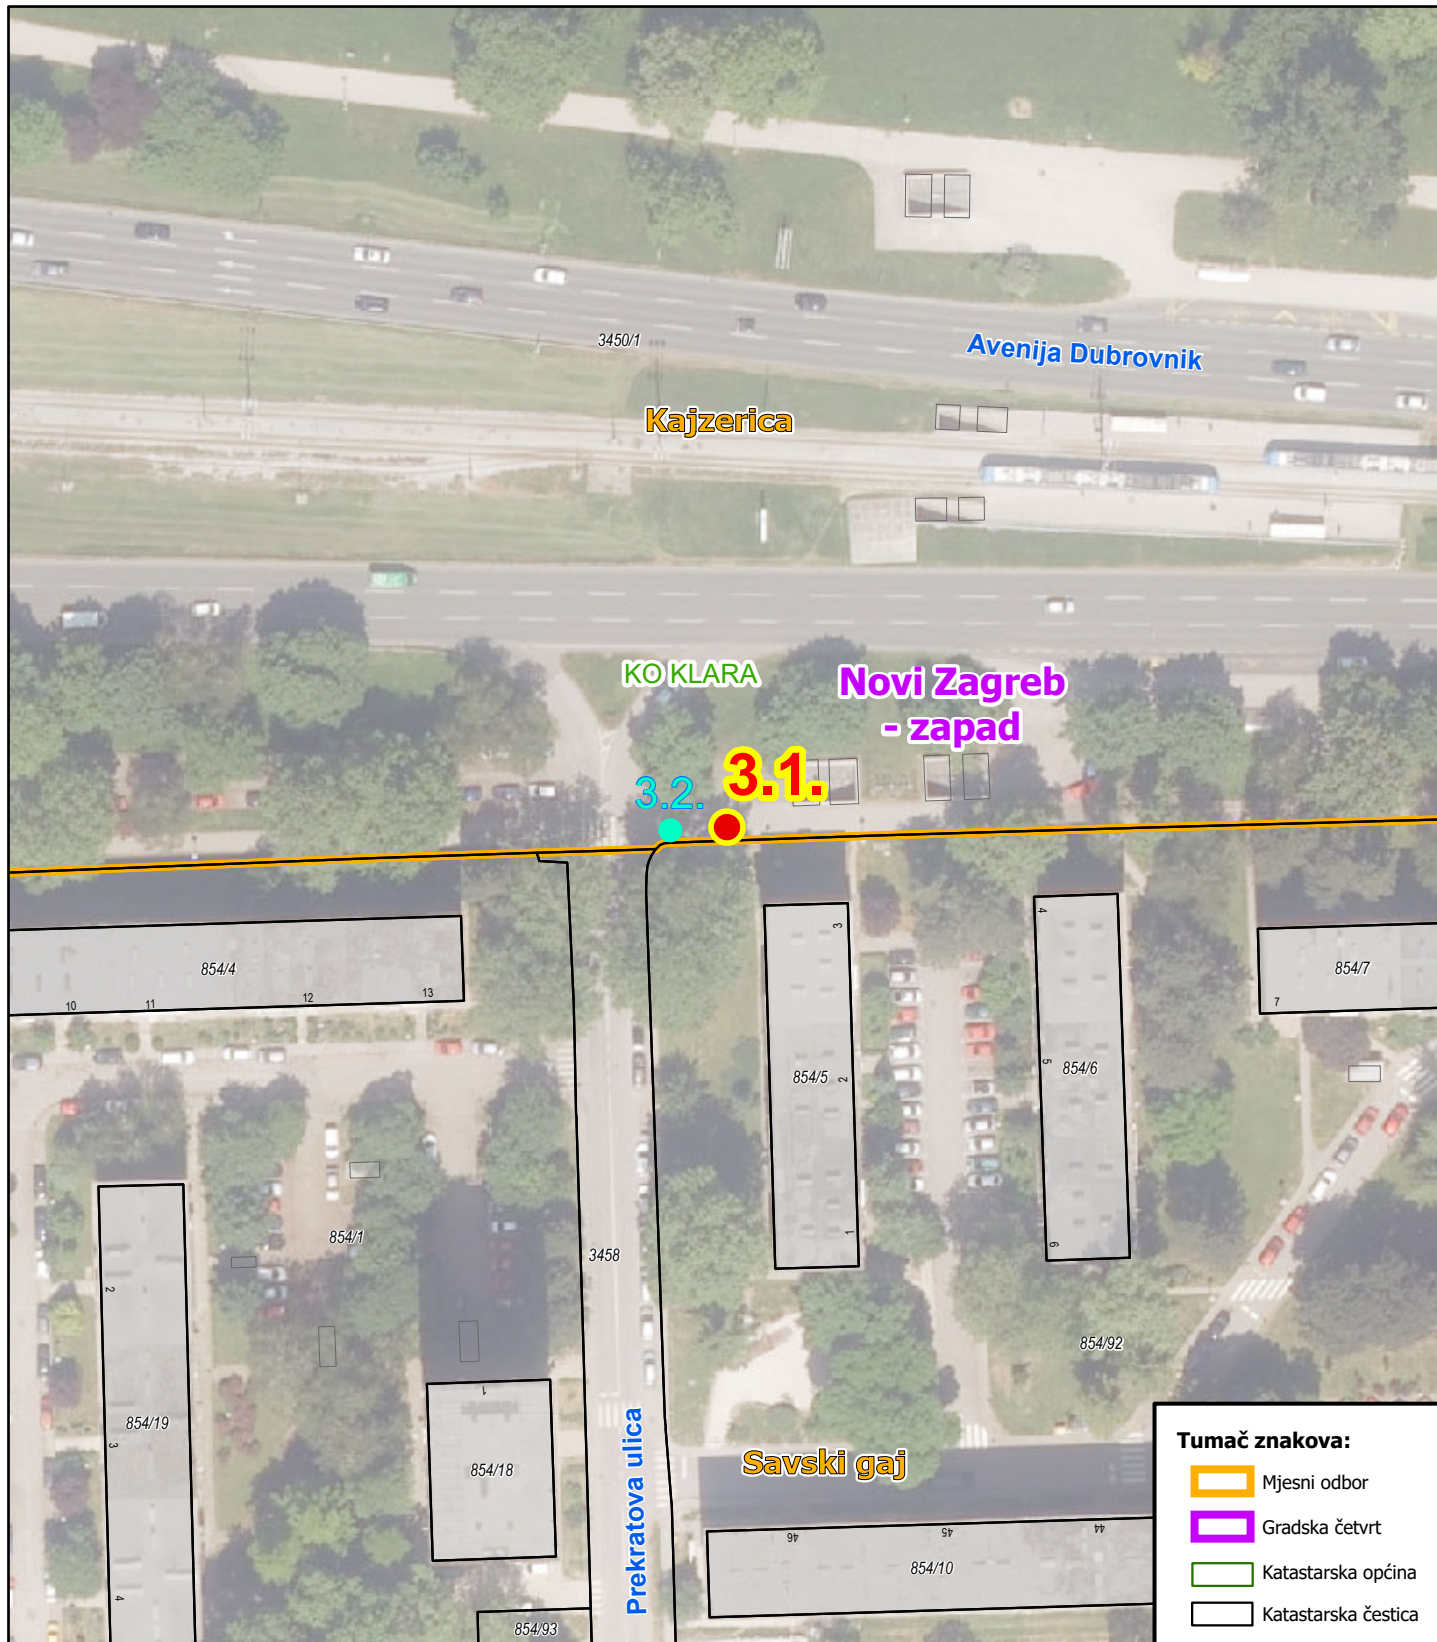 3450/1
Avenija Dubrovnik
Kajzerica
KO KLARA
Novi Zagreb
- zapad
3.2.
3.1.
3
4
854/4
854/7
10
11
12
13
7
854/5
2
5
854/6
854/1
3458
1
6
2
854/92
854/19
3
1
854/18
Prekratova ulica
Savski gaj
46
45
44
854/10
4
854/93
Tumač znakova:
Mjesni odbor
Gradska četvrt
Katastarska općina
Katastarska čestica